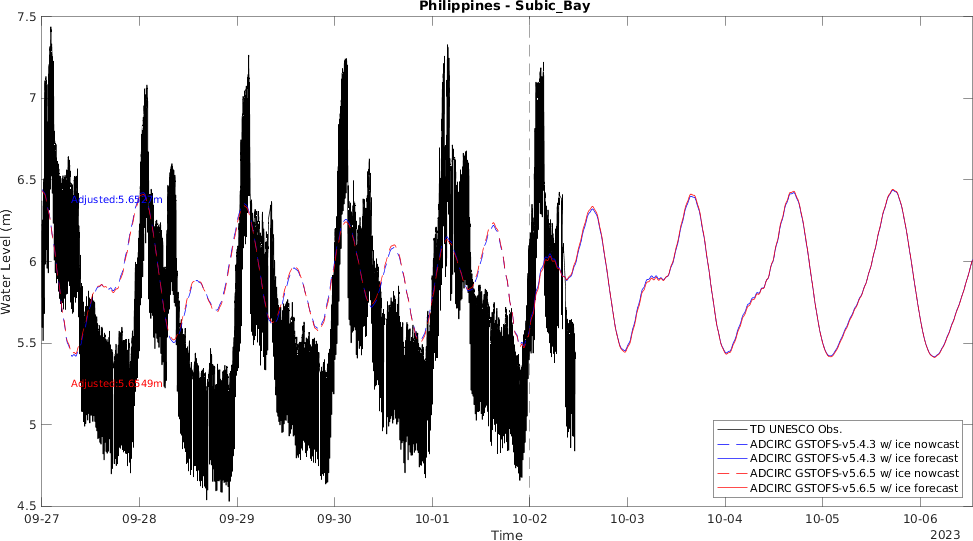 Philippines - Subic_Bay
7.5
7
6.5
6
5.5
5
4.5
Water Level (m)
Adjusted:5.6549m
TD UNESCO Obs.
ADCIRC GSTOFS-v5.4.3 w/ ice nowcast
ADCIRC GSTOFS-v5.4.3 w/ ice forecast
ADCIRC GSTOFS-v5.6.5 w/ ice nowcast
ADCIRC GSTOFS-v5.6.5 w/ ice forecast
09-27 09-28 09-29 09-30 10-01 10-02 10-03 10-04 10-05 10-06
Time
2023